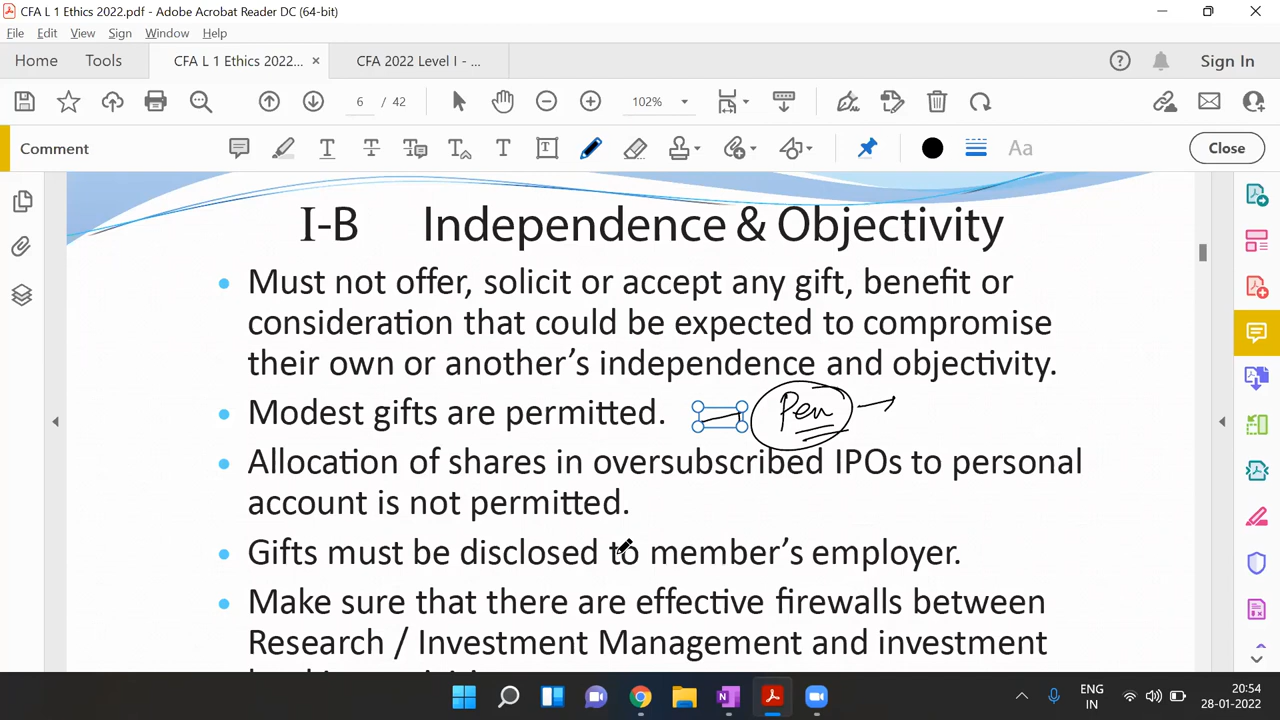 CFA L 1 Ethics 2022.pdf - Adobe Acrobat Reader DC (64-bit)
File Edit View Sign Window Help
Home Tools CFA L 1 Ethics 2022... × CFA 2022 Level I - ... Sign In
6 / 42 102%
Comment Aa Close
I-B Independence & Objectivity
• Must not offer, solicit or accept any gift, benefit or
consideration that could be expected to compromise
their own or another's independence and objectivity.
• Modest gifts are permitted. Pen
• Allocation of shares in oversubscribed IPOs to personal
account is not permitted.
• Gifts must be disclosed to member's employer.
• Make sure that there are effective firewalls between
Research / Investment Management and investment
ENG 20:54
IN 28-01-2022